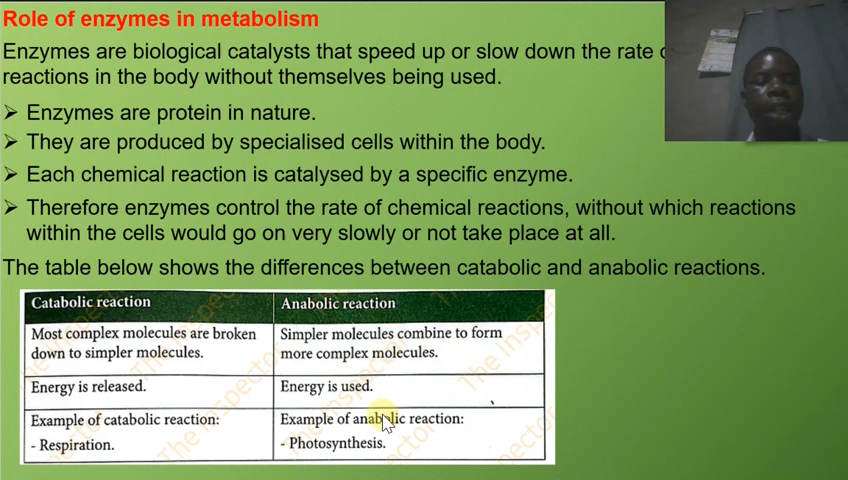 Role of enzymes in metabolism
Enzymes are biological catalysts that speed up or slow down the rate
reactions in the body without themselves being used.
➢ Enzymes are protein in nature.
➢ They are produced by specialised cells within the body.
➢ Each chemical reaction is catalysed by a specific enzyme.
➢ Therefore enzymes control the rate of chemical reactions, without which reactions
within the cells would go on very slowly or not take place at all.
The table below shows the differences between catabolic and anabolic reactions.
Catabolic reaction
Anabolic reaction
Most complex molecules are broken
down to simpler molecules.
Simpler molecules combine to form
more complex molecules.
Energy is released.
Energy is used.
Example of catabolic reaction:
- Respiration.
Example of anabolic reaction:
- Photosynthesis.